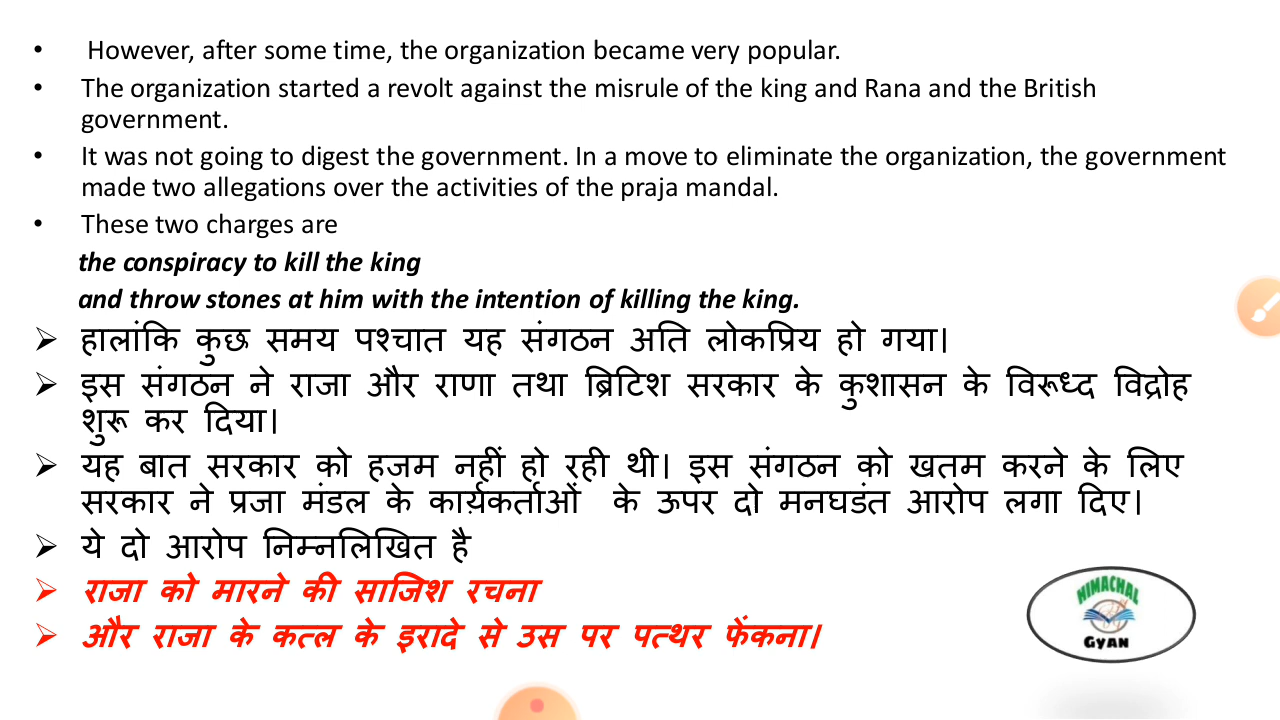 • However, after some time, the organization became very popular.
• The organization started a revolt against the misrule of the king and Rana and the British
government.
• It was not going to digest the government. In a move to eliminate the organization, the government
made two allegations over the activities of the praja mandal.
• These two charges are
the conspiracy to kill the king
and throw stones at him with the intention of killing the king.
➢ हालांकि कुछ समय पश्चात यह संगठन अति लोकप्रिय हो गया।
➢ इस संगठन ने राजा और राणा तथा ब्रिटिश सरकार के कुशासन के विरूध्द विद्रोह
शुरू कर दिया।
➢ यह बात सरकार को हजम नहीं हो रही थी। इस संगठन को खतम करने के लिए
सरकार ने प्रजा मंडल के कार्य़कर्ताओं के ऊपर दो मनघडंत आरोप लगा दिए।
➢ ये दो आरोप निम्नलिखित है
➢ राजा को मारने की साजिश रचना
➢ और राजा के कत्ल के इरादे से उस पर पत्थर फेंकना।
HIMACHAL
GYAN